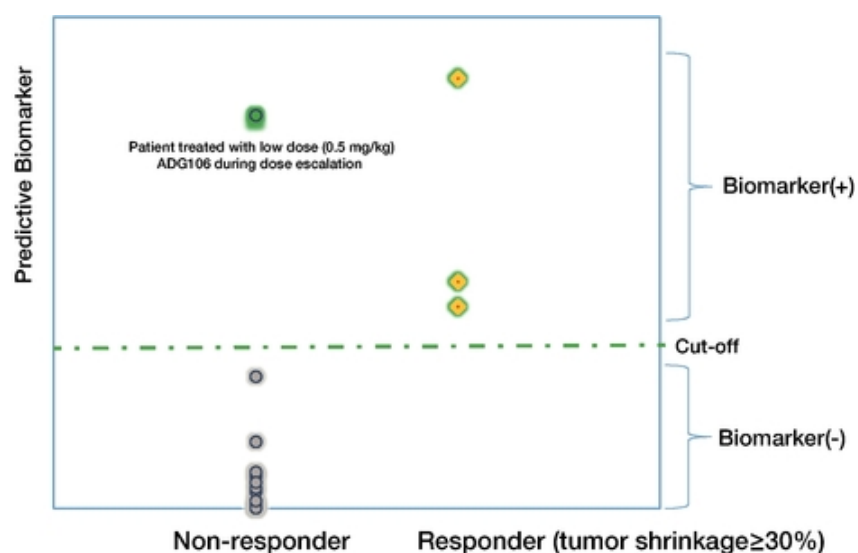 Predictive Biomarker
Patient treated with low dose (0.5 mg/kg)
ADG106 during dose escalation
Biomarker(+)
Cut-off
Biomarker(-)
Non-responder
Responder (tumor shrinkage≥30%)